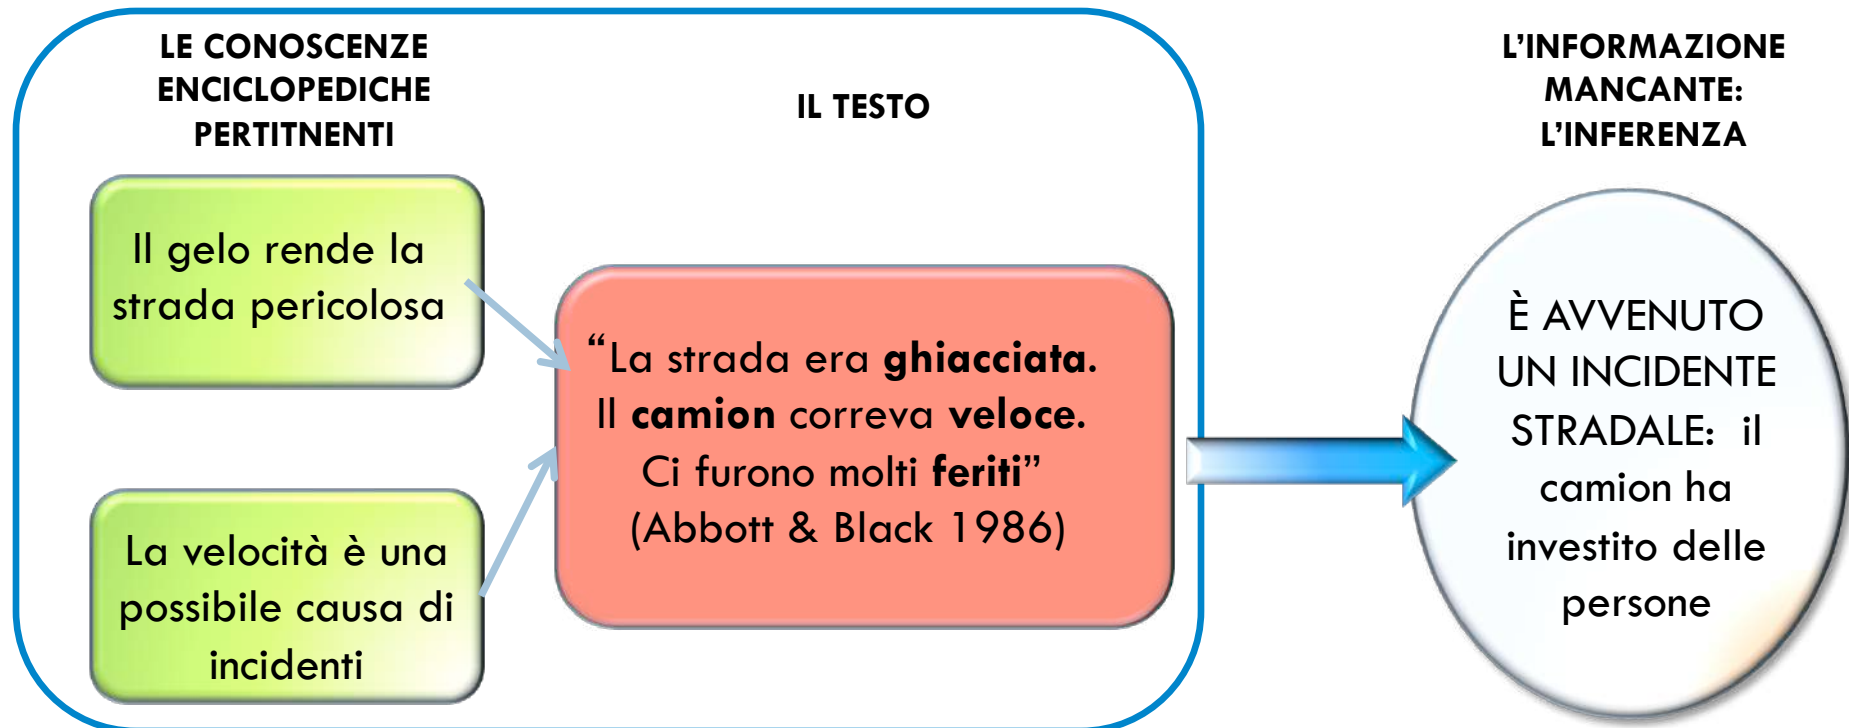 LE CONOSCENZE
ENCICLOPEDICHE
PERTITNENTI
Il gelo rende la
strada pericolosa
La velocità è una
possibile causa di
incidenti
IL TESTO
“La strada era ghiacciata.
Il camion correva veloce.
Ci furono molti feriti”
(Abbott & Black 1986)
L’INFORMAZIONE
MANCANTE:
L’INFERENZA
È AVVENUTO
UN INCIDENTE
STRADALE: il
camion ha
investito delle
persone